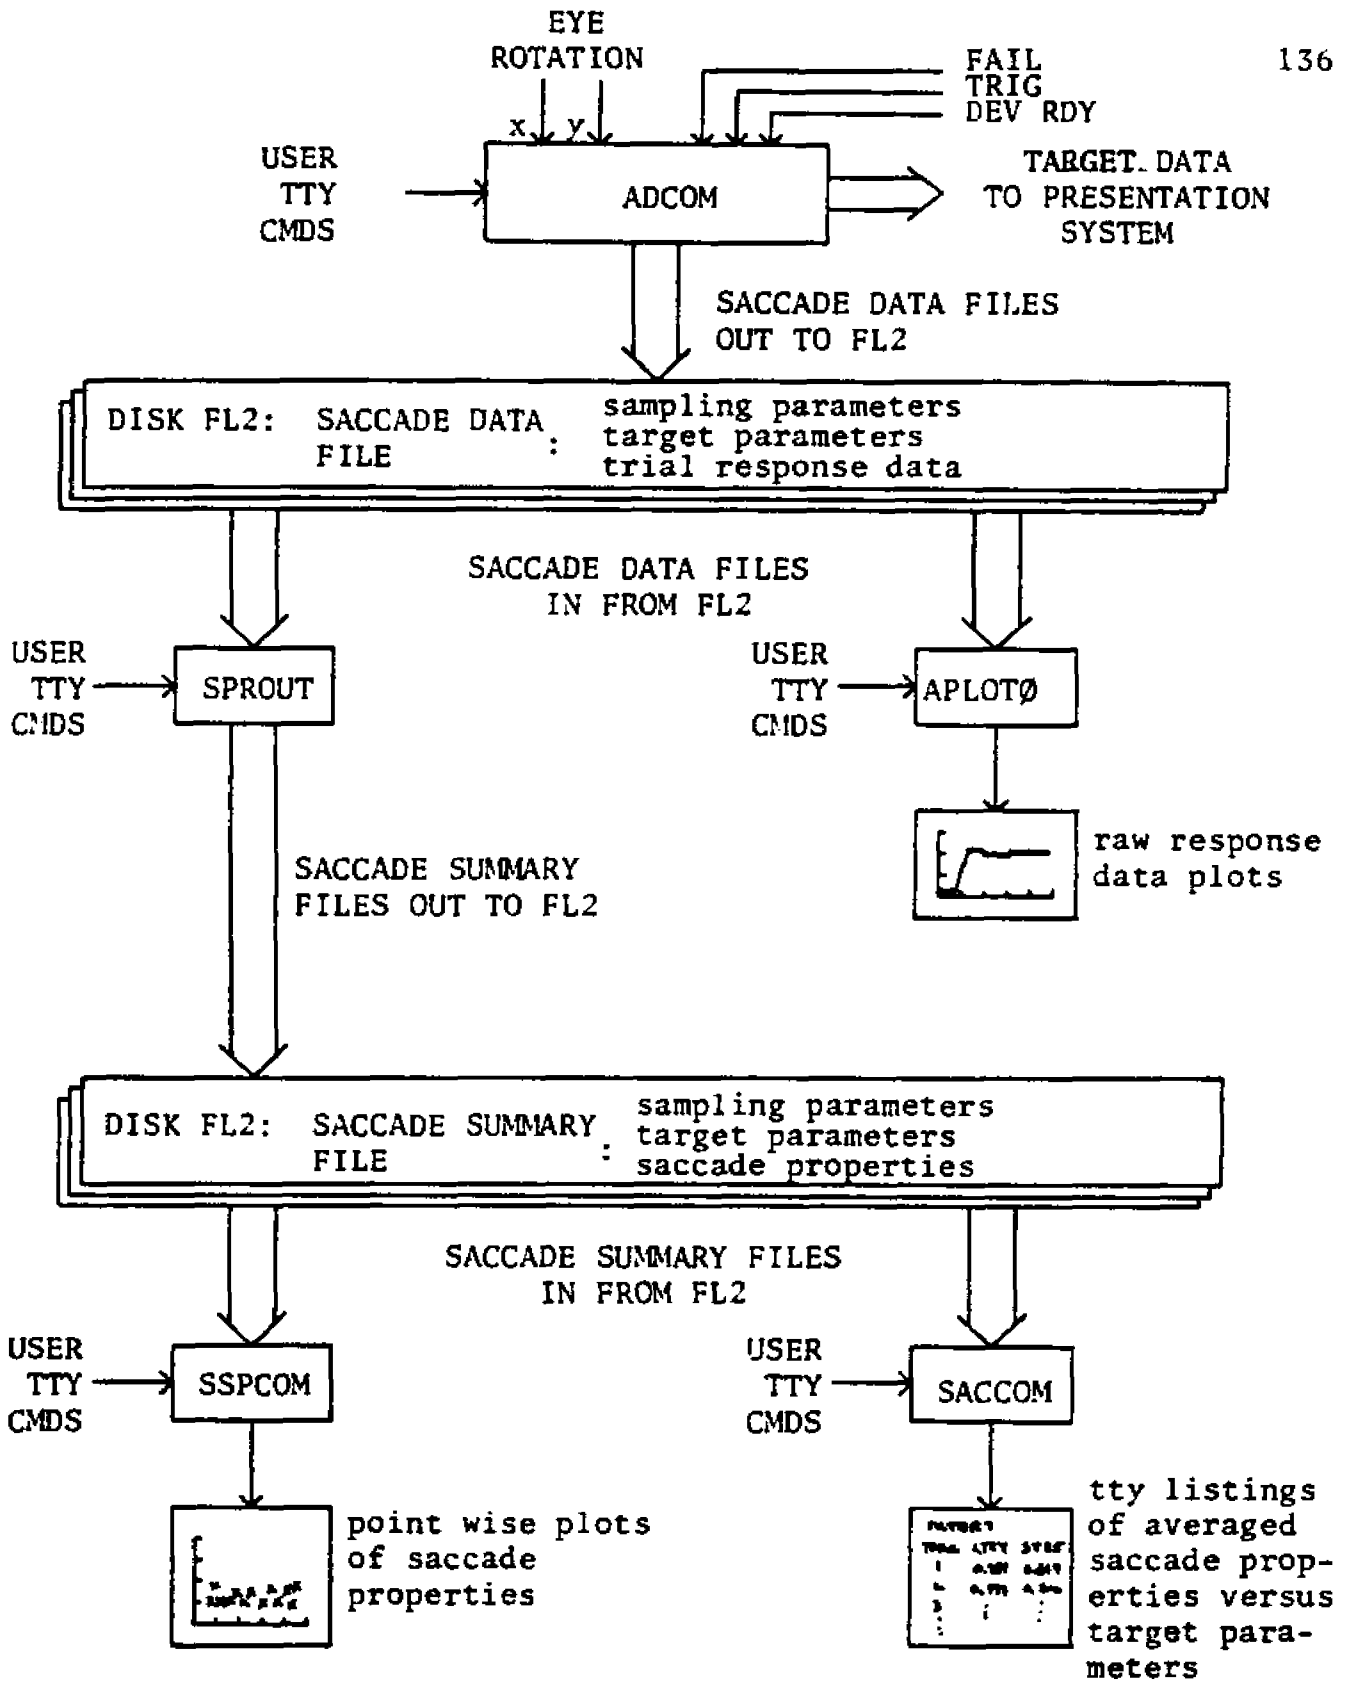 136
EYE
ROTATION
x y
FAIL
TRIG
DEV RDY
USER
TTY
CMDS
ADCOM
TARGET DATA
TO PRESENTATION
SYSTEM
SACCADE DATA FILES
OUT TO FL2
DISK FL2: SACCADE DATA FILE :
sampling parameters
target parameters
trial response data
SACCADE DATA FILES
IN FROM FL2
USER
TTY
CMDS
SPROUT
USER
TTY
CMDS
APLOTØ
raw response
data plots
SACCADE SUMMARY
FILES OUT TO FL2
DISK FL2: SACCADE SUMMARY FILE :
sampling parameters
target parameters
saccade properties
SACCADE SUMMARY FILES
IN FROM FL2
USER
TTY
CMDS
SSPCOM
USER
TTY
CMDS
SACCOM
point wise plots
of saccade
properties
tty listings
of averaged
saccade prop-
erties versus
target para-
meters